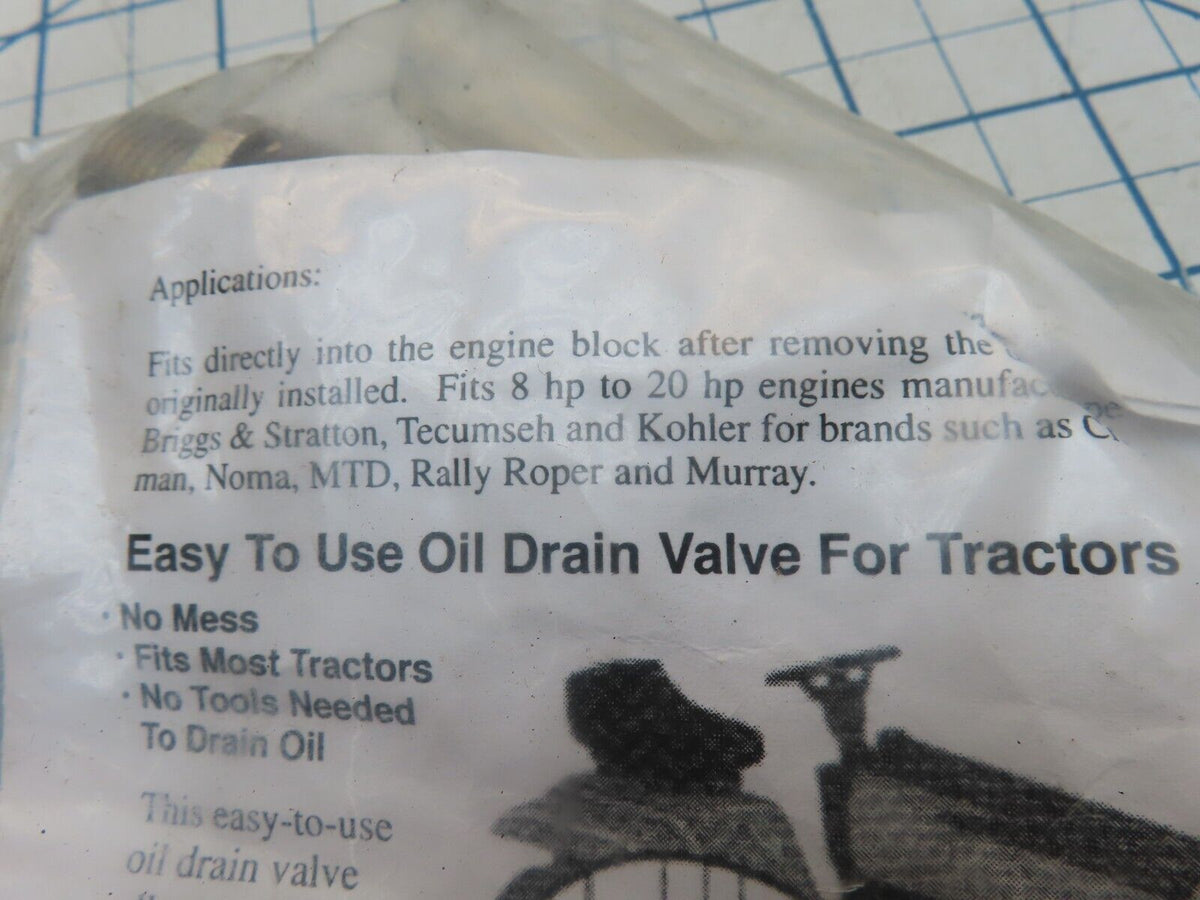 Applications:
Fits directly into the engine block after removing the
originally installed. Fits 8 hp to 20 hp engines manufac
Briggs & Stratton, Tecumseh and Kohler for brands such as
man, Noma, MTD, Rally Roper and Murray.
Easy To Use Oil Drain Valve For Tractors
· No Mess
· Fits Most Tractors
· No Tools Needed
To Drain Oil
This easy-to-use
oil drain valve